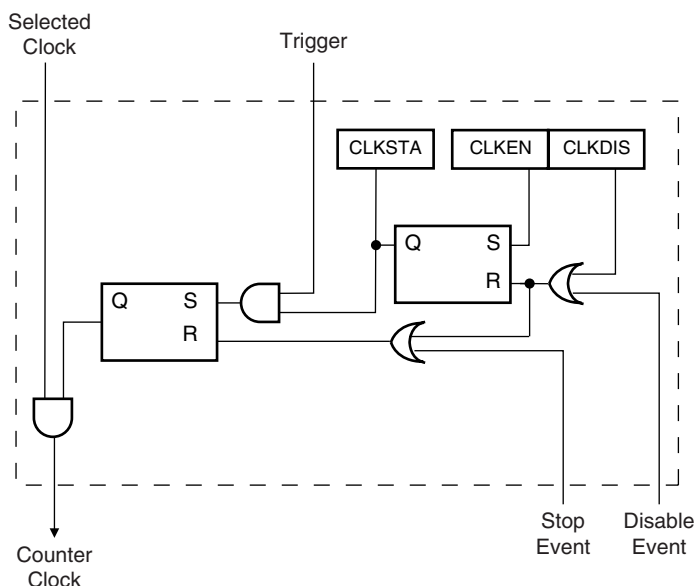 Selected
Clock
Trigger
CLKSTA
CLKEN
CLKDIS
Q
S
R
Q
S
R
Counter
Clock
Stop
Event
Disable
Event